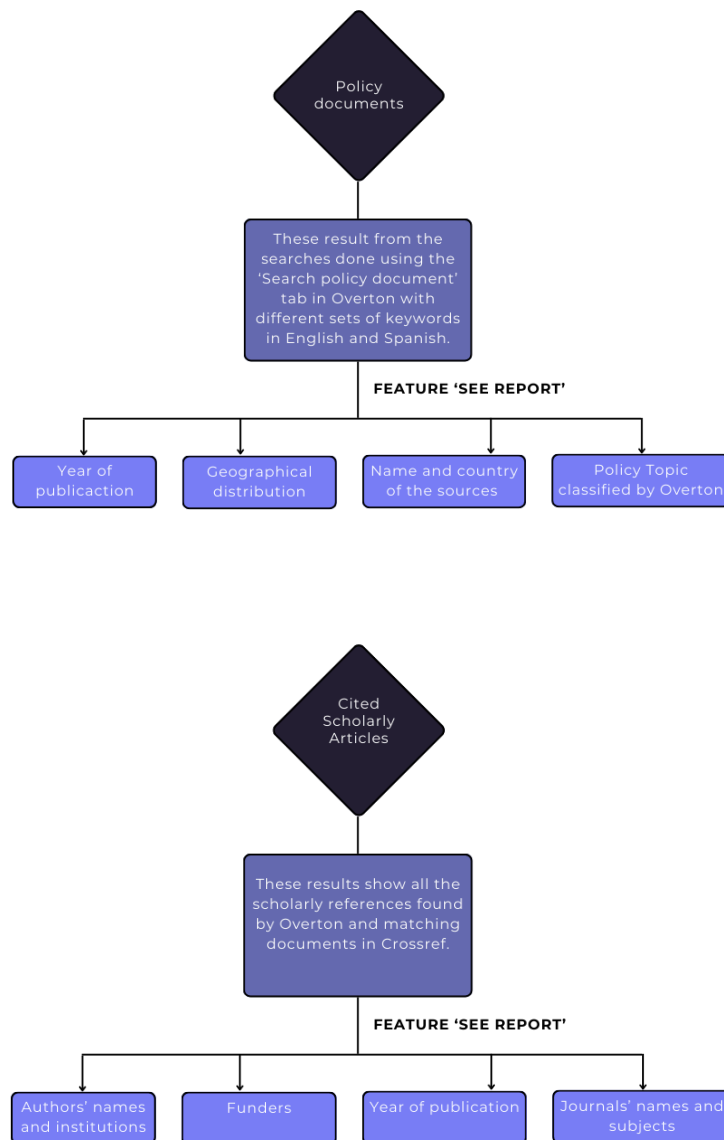 Policy
documents
These result from the
searches done using the
‘Search policy document’
tab in Overton with
different sets of keywords
in English and Spanish.
FEATURE ‘SEE REPORT’
Year of
publicaction
Geographical
distribution
Name and country
of the sources
Policy Topic
classified by Overton
Cited
Scholarly
Articles
These results show all the
scholarly references found
by Overton and matching
documents in Crossref.
FEATURE ‘SEE REPORT’
Authors’ names
and institutions
Funders
Year of publication
Journals’ names and
subjects